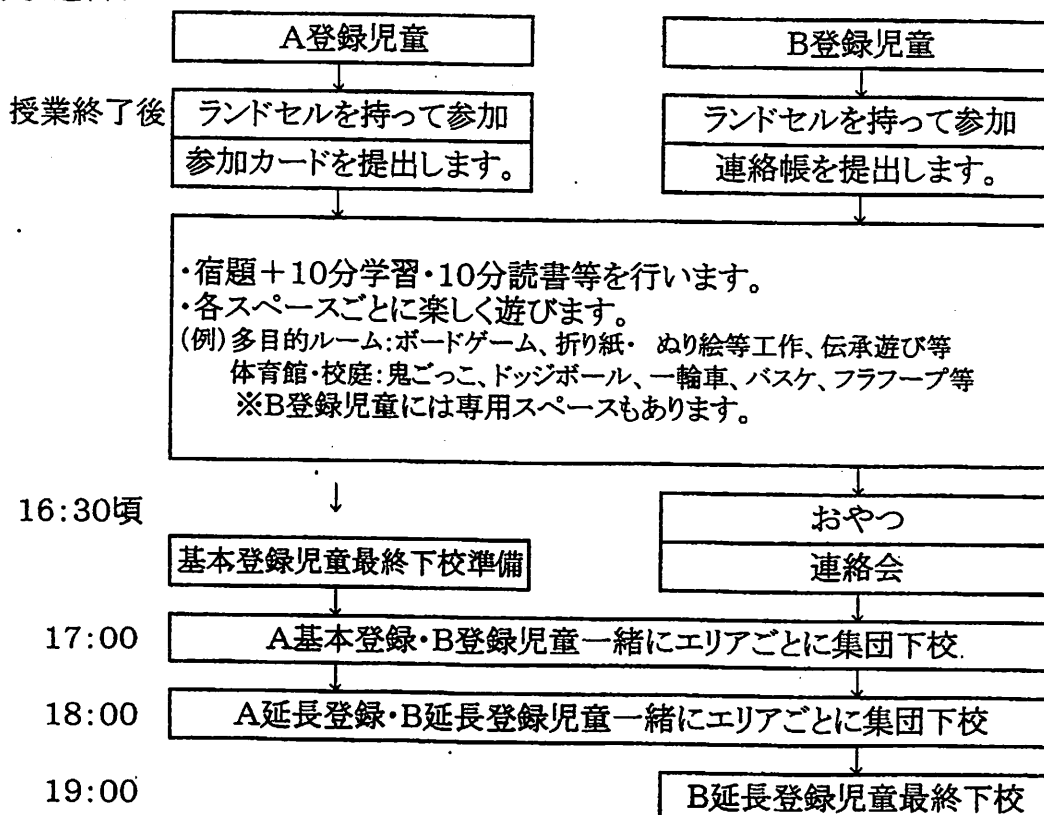 A登録児童
B登録児童
授業終了後
ランドセルを持って参加
ランドセルを持って参加
参加カードを提出します。
連絡帳を提出します。
・宿題+10分学習・10分読書等を行います。
・各スペースごとに楽しく遊びます。
(例)多目的ルーム:ボードゲーム、折り紙・ ぬり絵等工作、伝承遊び等
体育館・校庭:鬼ごっこ、ドッジボール、一輪車、バスケ、フラフープ等
※B登録児童には専用スペースもあります。
16:30頃
おやつ
基本登録児童最終下校準備
連絡会
17:00
A基本登録・B登録児童一緒にエリアごとに集団下校
18:00
A延長登録・B延長登録児童一緒にエリアごとに集団下校
19:00
B延長登録児童最終下校